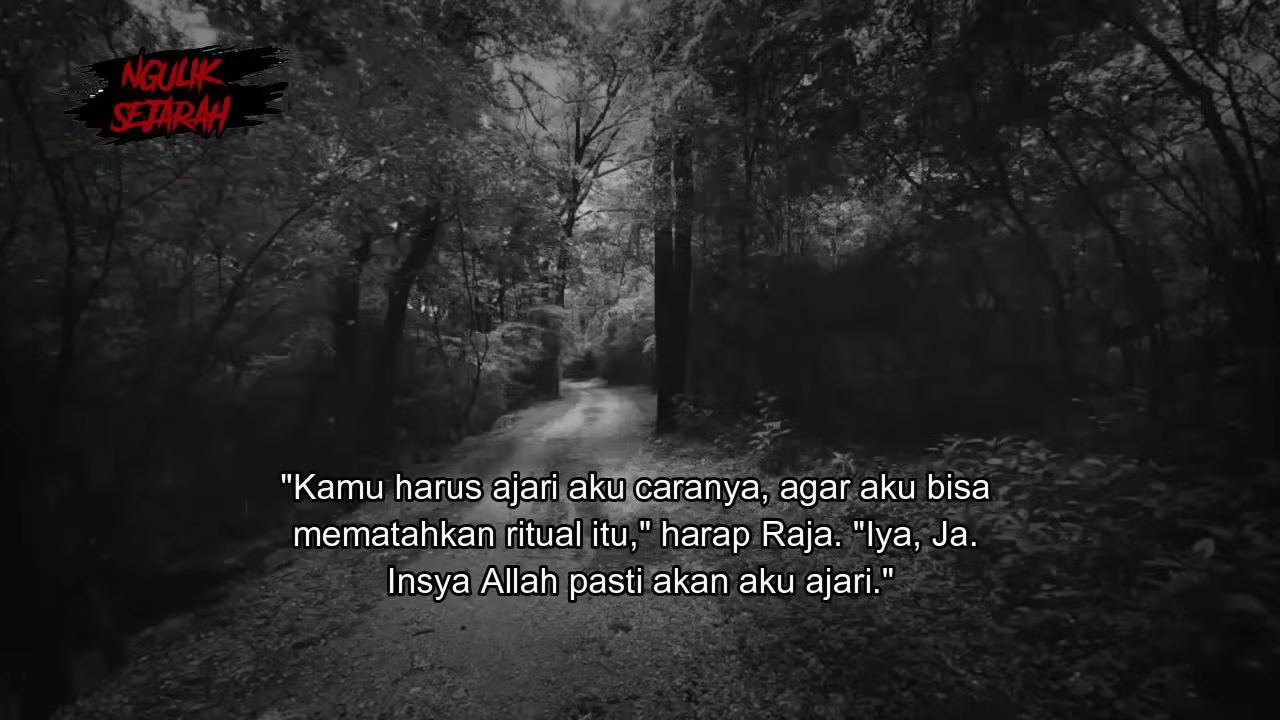 NGULIK
SEJARAH
"Kamu harus ajari aku caranya, agar aku bisa
mematahkan ritual itu," harap Raja. "Iya, Ja.
Insya Allah pasti akan aku ajari."